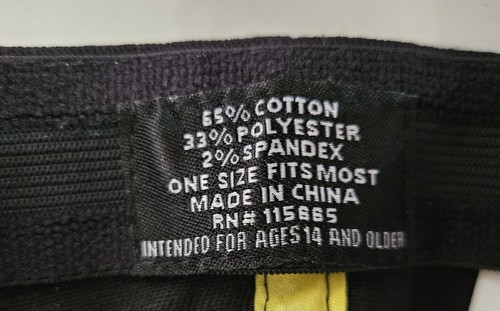 65% COTTON
33% POLYESTER
2% SPANDEX
ONE SIZE FITS MOST
MADE IN CHINA
RN# 115665
INTENDED FOR AGES 14 AND OLDER